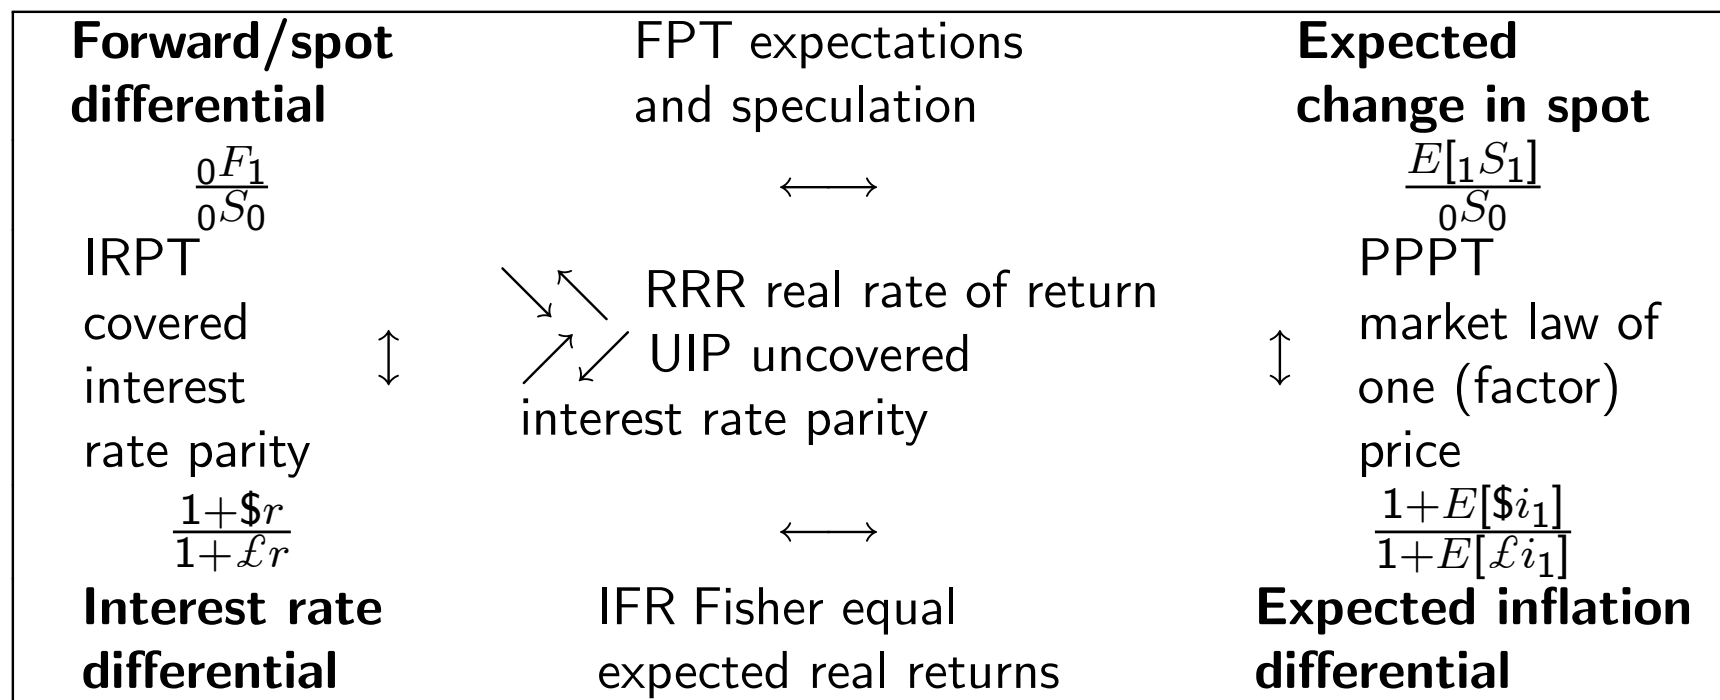 Forward/spot
differential
₀F₁
₀S₀
FPT expectations
and speculation
⟷
Expected
change in spot
E[₁S₁]
₀S₀
IRPT
covered
interest
rate parity
↕
↘ ↖ RRR real rate of return
↗ ↙ UIP uncovered
interest rate parity
↕
PPPT
market law of
one (factor)
price
1+$r
1+£r
⟷
1+E[$i₁]
1+E[£i₁]
Interest rate
differential
IFR Fisher equal
expected real returns
Expected inflation
differential